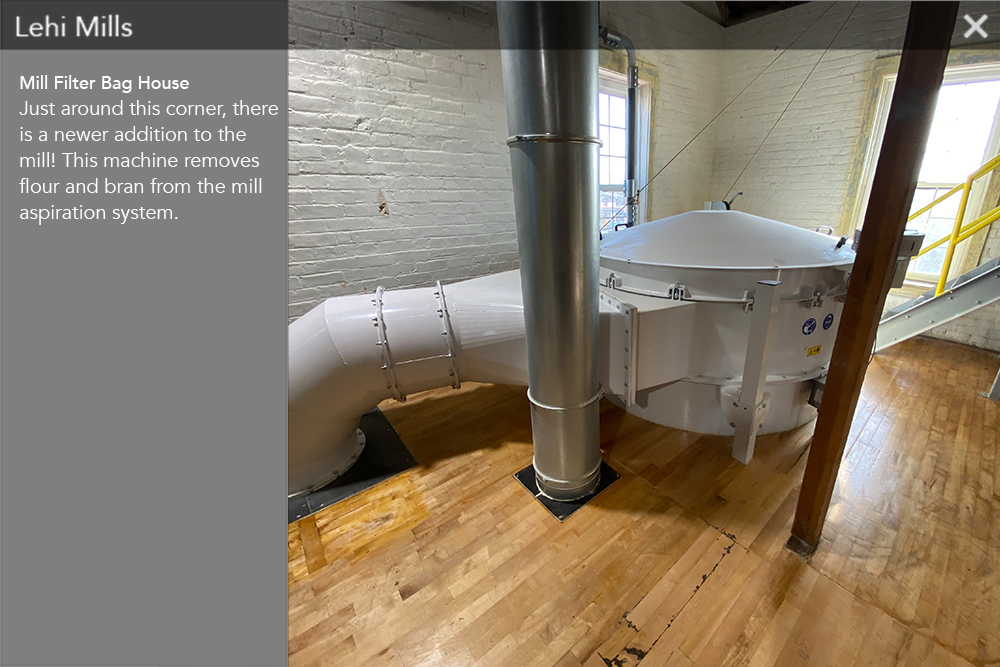 Lehi Mills
Mill Filter Bag House
Just around this corner, there
is a newer addition to the
mill! This machine removes
flour and bran from the mill
aspiration system.